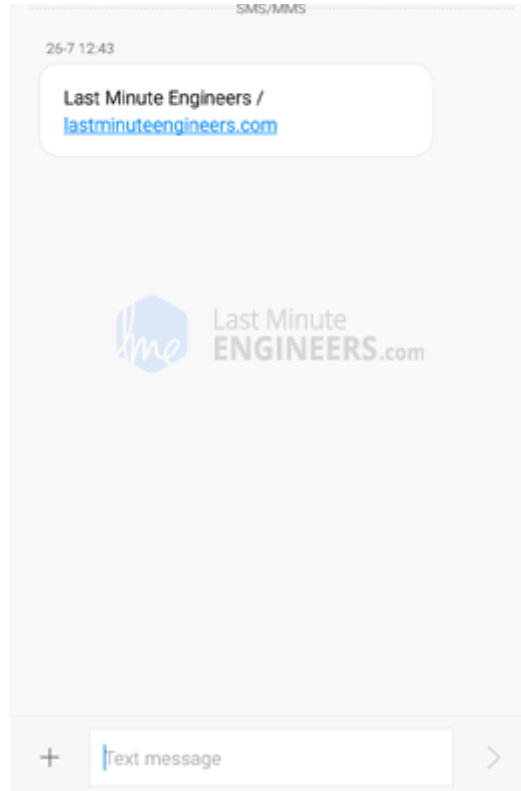 SMS/MMS
26-7 12:43
Last Minute Engineers /
lastminuteengineers.com
lme
Last Minute
ENGINEERS.com
Text message